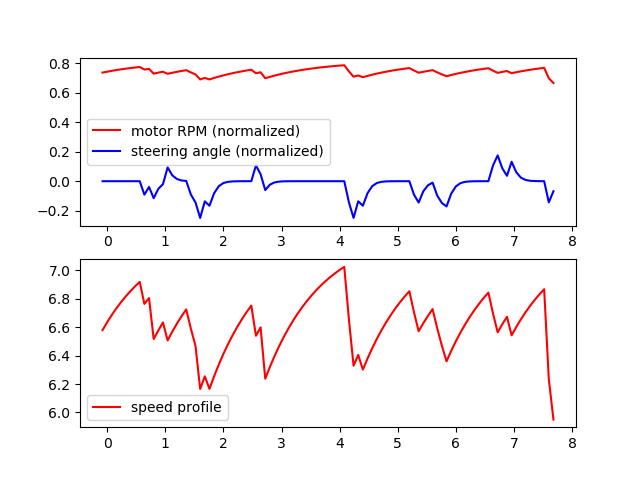 0.8
0.6
0.4
0.2
0.0
−0.2
motor RPM (normalized)
steering angle (normalized)
0 1 2 3 4 5 6 7 8
7.0
6.8
6.6
6.4
6.2
6.0
speed profile
0 1 2 3 4 5 6 7 8